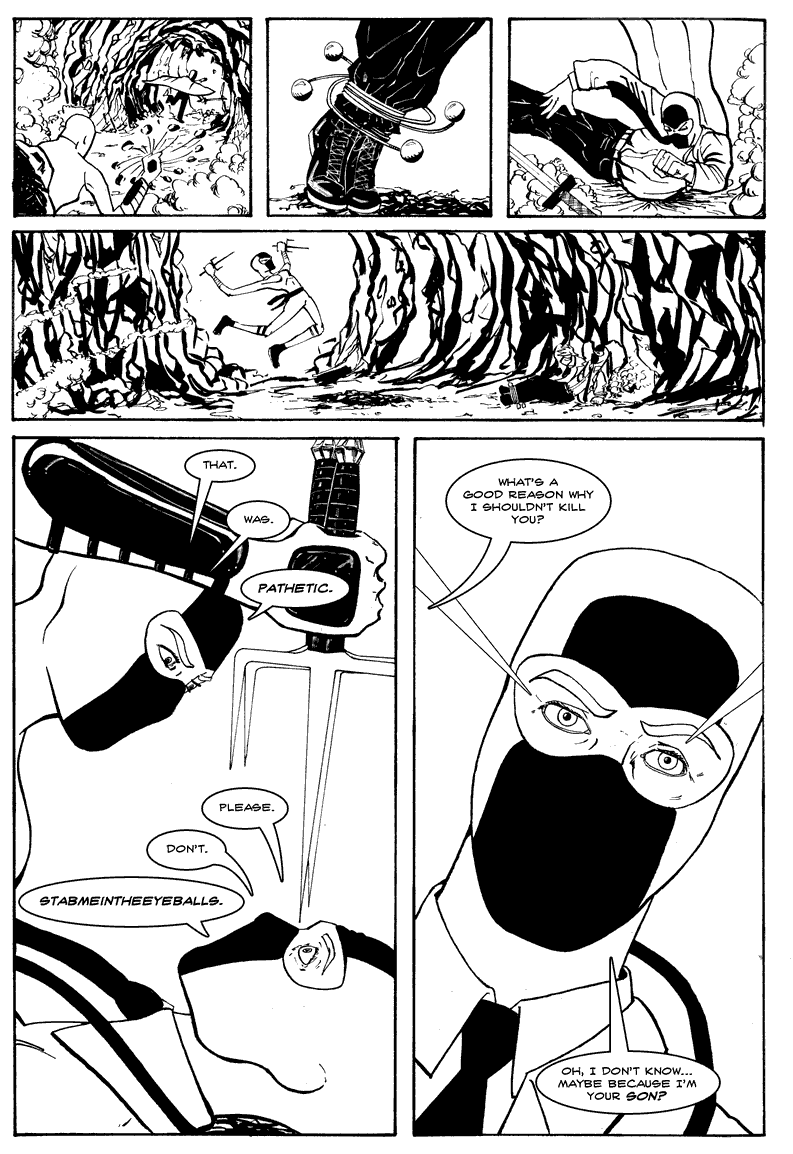 THAT.
WAS.
PATHETIC.
PLEASE.
DON'T.
STABMEINTHEEYEBALLS.
WHAT'S A
GOOD REASON WHY
I SHOULDN'T KILL
YOU?
OH, I DON'T KNOW...
MAYBE BECAUSE I'M
YOUR SON?